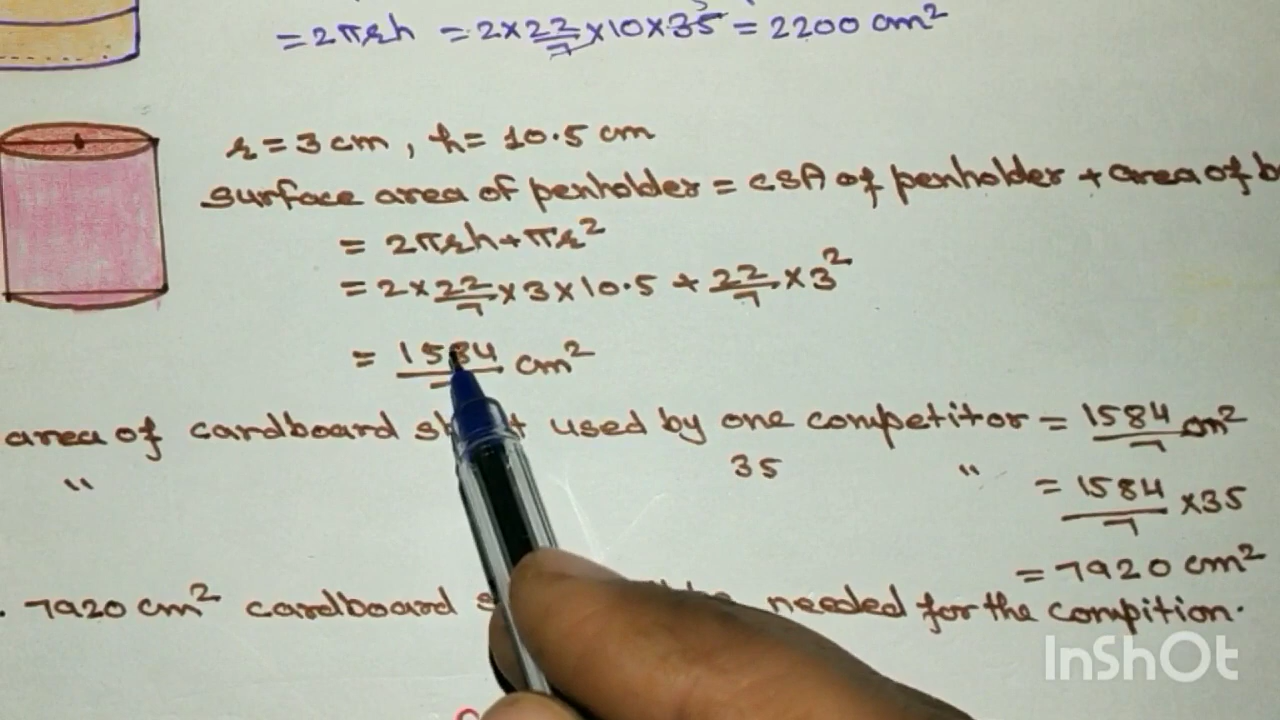 = 2πrh = 2×22/7×10×35 = 2200 cm²
r = 3 cm, h = 10.5 cm
surface area of penholder = CSA of penholder + area of b
= 2πrh + πr²
= 2 × 22/7 × 3 × 10.5 + 22/7 × 3²
= 1584/7 cm²
area of cardboard used by one competitor = 1584/7 cm²
" 35 " = 1584/7 ×35
= 7920 cm²
. 7920 cm² cardboard needed for the compition.
InShOt